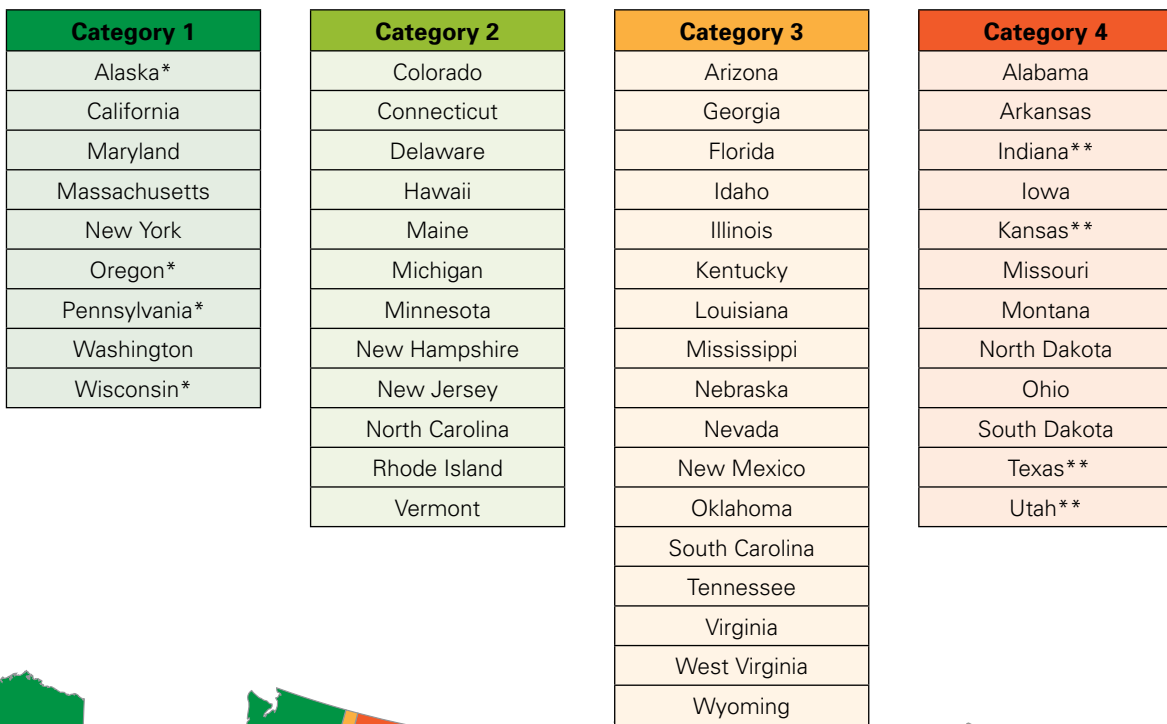 Category 1
Alaska*
California
Maryland
Massachusetts
New York
Oregon*
Pennsylvania*
Washington
Wisconsin*
Category 2
Colorado
Connecticut
Delaware
Hawaii
Maine
Michigan
Minnesota
New Hampshire
New Jersey
North Carolina
Rhode Island
Vermont
Category 3
Arizona
Georgia
Florida
Idaho
Illinois
Kentucky
Louisiana
Mississippi
Nebraska
Nevada
New Mexico
Oklahoma
South Carolina
Tennessee
Virginia
West Virginia
Wyoming
Category 4
Alabama
Arkansas
Indiana**
Iowa
Kansas**
Missouri
Montana
North Dakota
Ohio
South Dakota
Texas**
Utah**